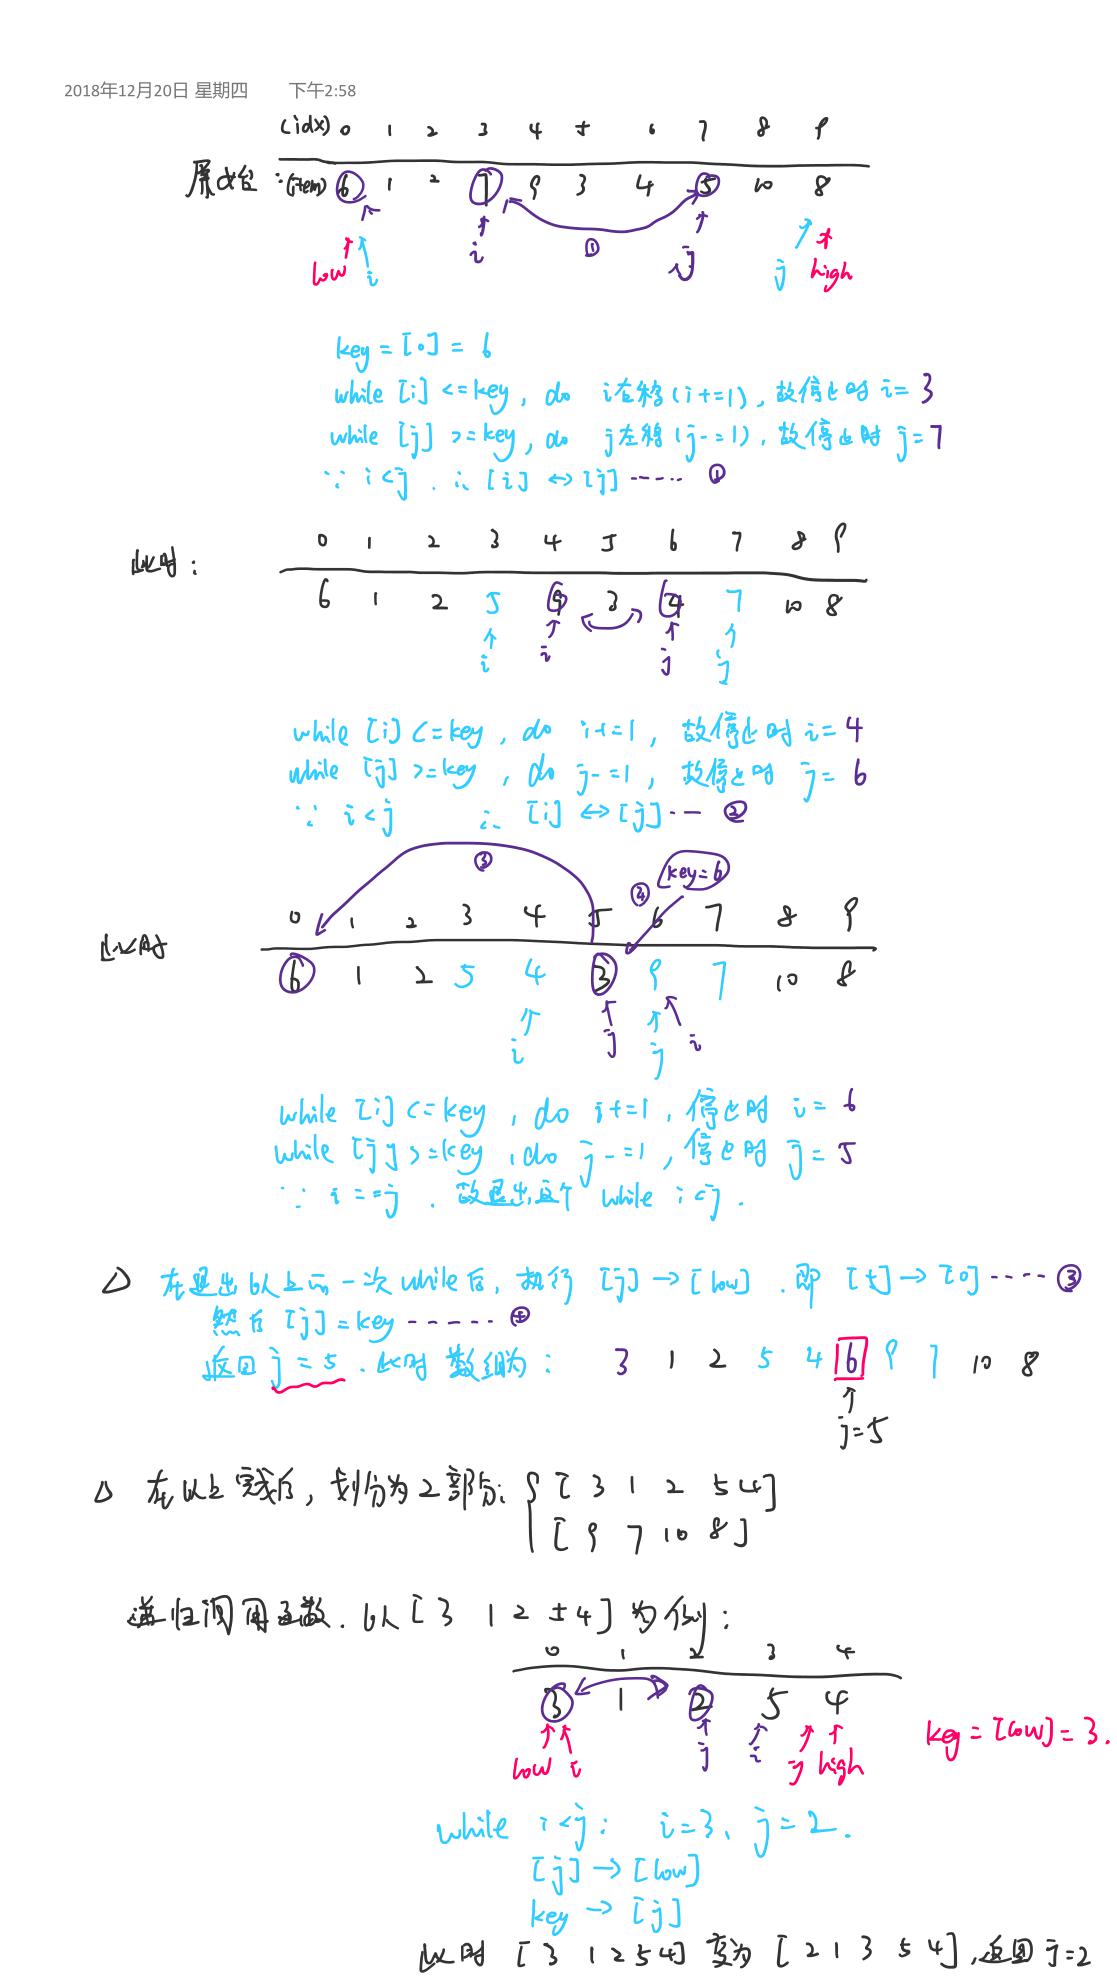 2018年12月20日 星期四 下午2:58
(idx) 0 1 2 3 4 5 6 7 8 9
原始 : (item) 6 1 2 7 9 3 4 5 10 8
①
low i i j j high
key = [0] = 6
while [i] <= key, do i右移(i+=1), 故停止时 i= 3
while [j] >= key, do j左移(j-=1), 故停止时 j= 7
∵ i<j . ∴ [i] ↔ [j] ------ ①
0 1 2 3 4 5 6 7 8 9
此时:
6 1 2 5 9 3 4 7 10 8
i i j j
while [i] <= key, do i+=1, 故停止时 i= 4
while [j] >= key, do j-=1, 故停止时 j= 6
∵ i<j ∴ [i] ↔ [j] --- ②
③ ④ key=6
0 1 2 3 4 5 6 7 8 9
此时
6 1 2 5 4 3 9 7 10 8
i j j i
while [i] <= key, do i+=1, 停止时 i= 6
while [j] >= key, do j-=1, 停止时 j= 5
∵ i==j . 故退出这个 while i<j.
△ 在退出以上的一次while后, 执行 [j] → [low] . 即 [5] → [0] ----- ③
然后 [j]=key ------ ④
返回 j=5 . 此时 数组为: 3 1 2 5 4 6 9 7 10 8
j=5
△ 在以上完成后, 划分为2部分: { [ 3 1 2 5 4 ]
[ 9 7 10 8 ]
递归调用函数. 以 [ 3 1 2 5 4 ] 为例:
0 1 2 3 4
3 1 2 5 4
low i j i j high key = [low] = 3.
while i<j: i=3, j=2.
[j] → [low]
key → [j]
此时 [ 3 1 2 5 4 ] 变为 [ 2 1 3 5 4 ], 返回 j=2